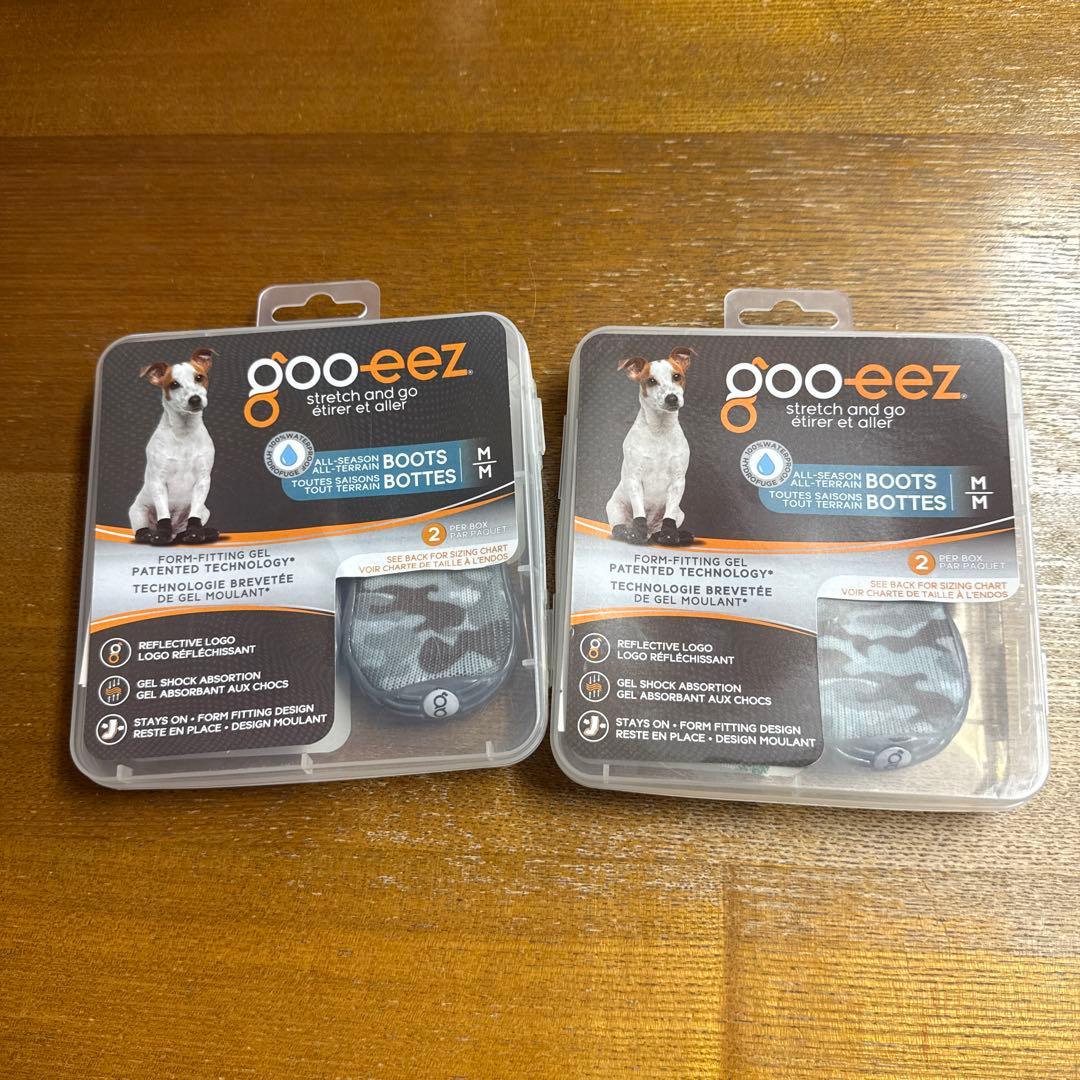 goo-eez®
stretch and go
étirer et aller
100% WATERPROOF
HYDROFUGE
ALL-SEASON
ALL-TERRAIN BOOTS
TOUTES SAISONS
TOUT TERRAIN BOTTES
M
M
2 PER BOX
PAR PAQUET
SEE BACK FOR SIZING CHART
VOIR CHARTE DE TAILLE À L'ENDOS
FORM-FITTING GEL
PATENTED TECHNOLOGY*
TECHNOLOGIE BREVETÉE
DE GEL MOULANT*
g
REFLECTIVE LOGO
LOGO RÉFLÉCHISSANT
GEL SHOCK ABSORTION
GEL ABSORBANT AUX CHOCS
STAYS ON • FORM FITTING DESIGN
RESTE EN PLACE • DESIGN MOULANT
goo-eez®
stretch and go
étirer et aller
100% WATERPROOF
HYDROFUGE
ALL-SEASON
ALL-TERRAIN BOOTS
TOUTES SAISONS
TOUT TERRAIN BOTTES
M
M
2 PER BOX
PAR PAQUET
SEE BACK FOR SIZING CHART
VOIR CHARTE DE TAILLE À L'ENDOS
FORM-FITTING GEL
PATENTED TECHNOLOGY*
TECHNOLOGIE BREVETÉE
DE GEL MOULANT*
g
REFLECTIVE LOGO
LOGO RÉFLÉCHISSANT
GEL SHOCK ABSORTION
GEL ABSORBANT AUX CHOCS
STAYS ON • FORM FITTING DESIGN
RESTE EN PLACE • DESIGN MOULANT